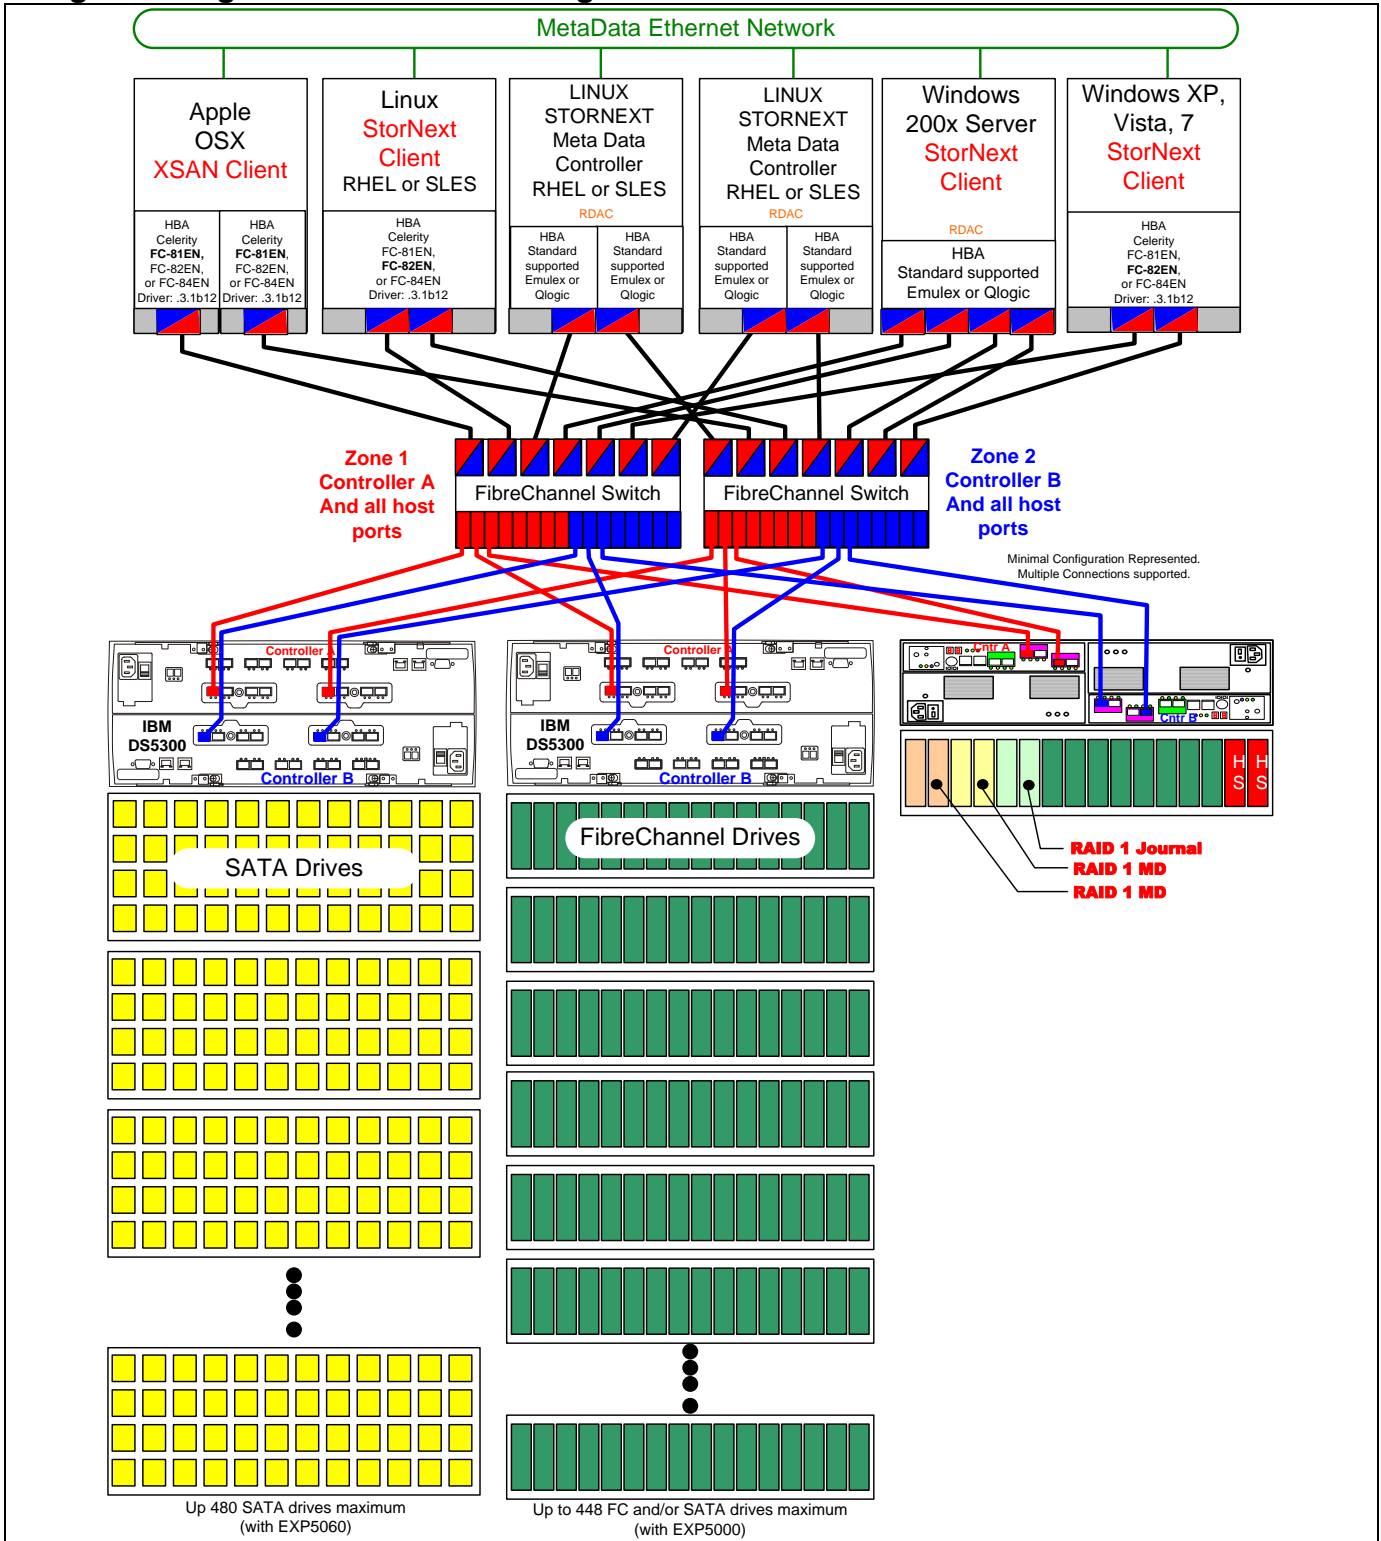 MetaData Ethernet Network
Apple
OSX
XSAN Client
HBA
Celerity
FC-81EN,
FC-82EN,
or FC-84EN
Driver: .3.1b12
HBA
Celerity
FC-81EN,
FC-82EN,
or FC-84EN
Driver: .3.1b12
Linux
StorNext
Client
RHEL or SLES
HBA
Celerity
FC-81EN,
FC-82EN,
or FC-84EN
Driver: .3.1b12
LINUX
STORNEXT
Meta Data
Controller
RHEL or SLES
RDAC
HBA
Standard
supported
Emulex or
Qlogic
HBA
Standard
supported
Emulex or
Qlogic
LINUX
STORNEXT
Meta Data
Controller
RHEL or SLES
RDAC
HBA
Standard
supported
Emulex or
Qlogic
HBA
Standard
supported
Emulex or
Qlogic
Windows
200x Server
StorNext
Client
RDAC
HBA
Standard supported
Emulex or Qlogic
Windows XP,
Vista, 7
StorNext
Client
HBA
Celerity
FC-81EN,
FC-82EN,
or FC-84EN
Driver: .3.1b12
Zone 1
Controller A
And all host
ports
FibreChannel Switch
FibreChannel Switch
Zone 2
Controller B
And all host
ports
Minimal Configuration Represented.
Multiple Connections supported.
Controller A
IBM
DS5300
Controller B
Controller A
IBM
DS5300
Controller B
Cntr A
Cntr B
H
S
H
S
RAID 1 Journal
RAID 1 MD
RAID 1 MD
SATA Drives
FibreChannel Drives
Up 480 SATA drives maximum
(with EXP5060)
Up to 448 FC and/or SATA drives maximum
(with EXP5000)